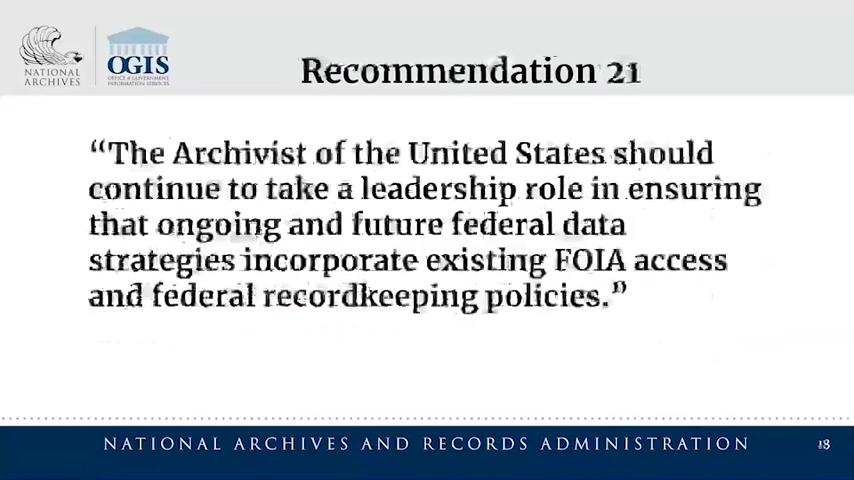 NATIONAL
ARCHIVES
OGIS
OFFICE of GOVERNMENT
INFORMATION SERVICES
Recommendation 21
“The Archivist of the United States should
continue to take a leadership role in ensuring
that ongoing and future federal data
strategies incorporate existing FOIA access
and federal recordkeeping policies.”
NATIONAL ARCHIVES AND RECORDS ADMINISTRATION
18